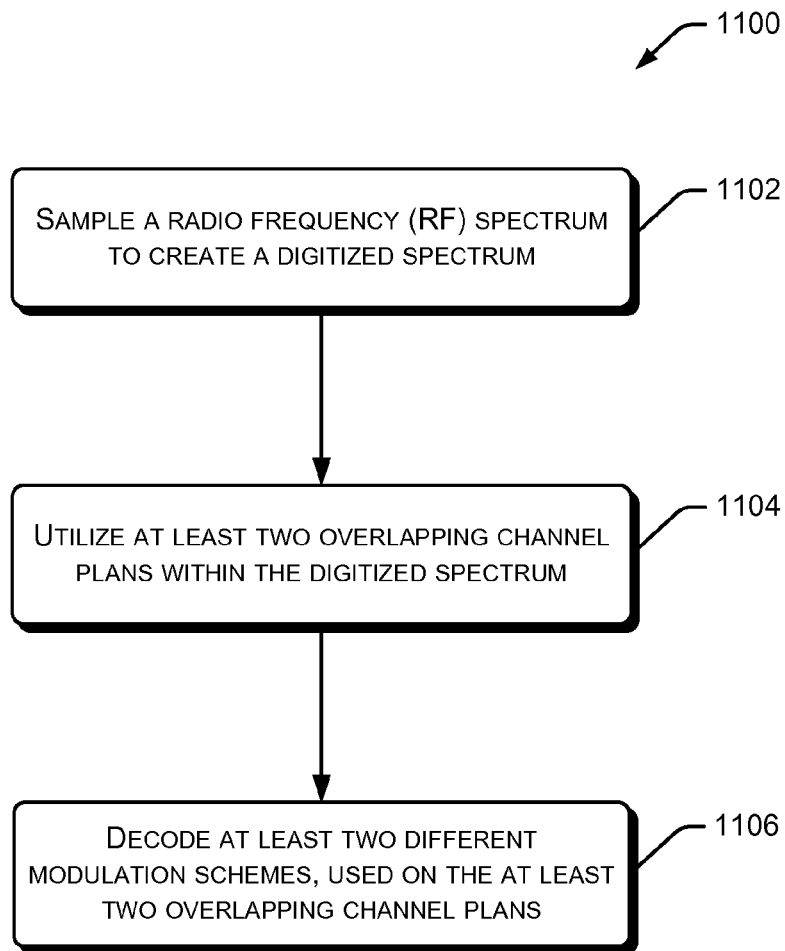 1100
1102
SAMPLE A RADIO FREQUENCY (RF) SPECTRUM
TO CREATE A DIGITIZED SPECTRUM
1104
UTILIZE AT LEAST TWO OVERLAPPING CHANNEL
PLANS WITHIN THE DIGITIZED SPECTRUM
1106
DECODE AT LEAST TWO DIFFERENT
MODULATION SCHEMES, USED ON THE AT LEAST
TWO OVERLAPPING CHANNEL PLANS